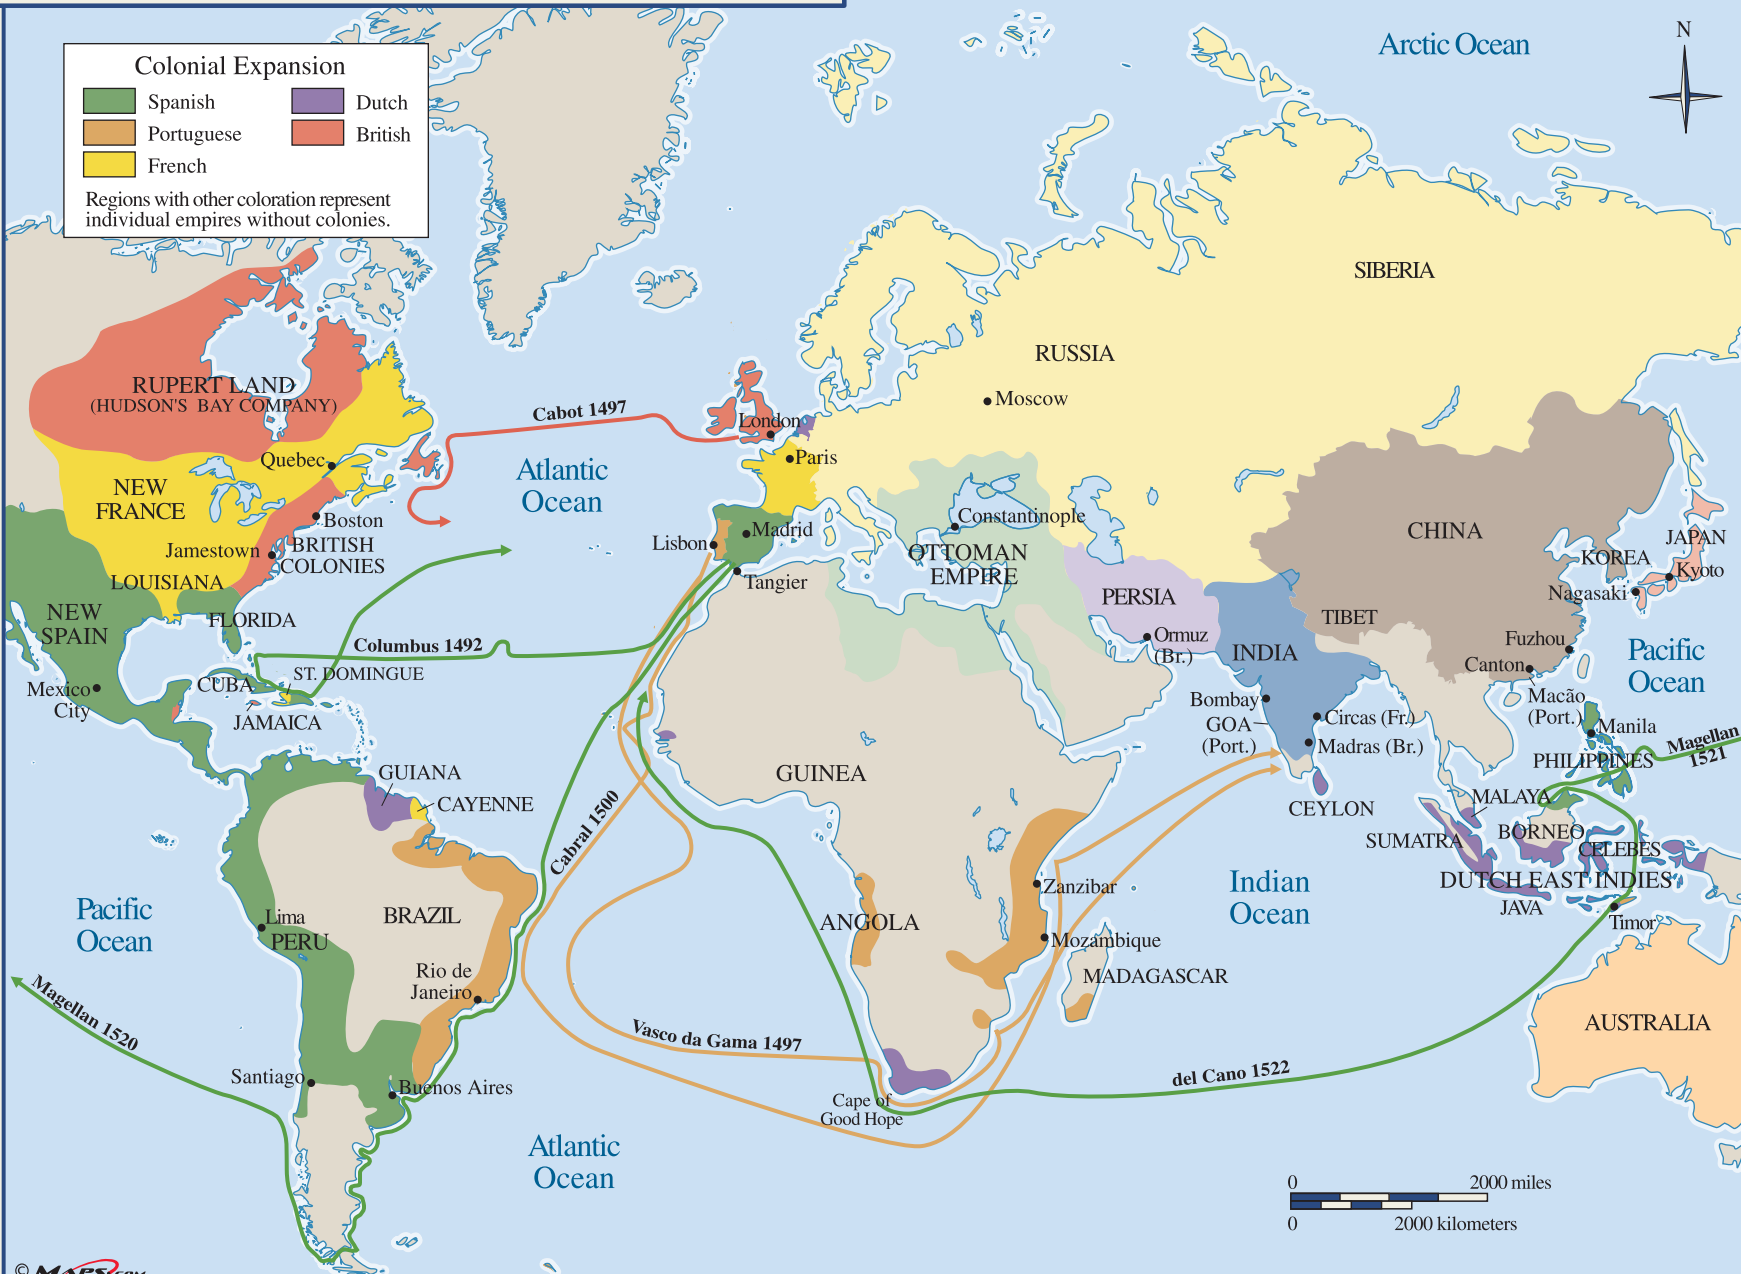 Colonial Expansion
Spanish
Portuguese
French
Dutch
British
Regions with other coloration represent
individual empires without colonies.
Arctic Ocean
N
SIBERIA
RUSSIA
Moscow
RUPERT LAND
(HUDSON'S BAY COMPANY)
Cabot 1497
London
Paris
Quebec
NEW
FRANCE
Atlantic
Ocean
Boston
Jamestown
BRITISH
COLONIES
LOUISIANA
NEW
SPAIN
FLORIDA
Columbus 1492
ST. DOMINGUE
CUBA
JAMAICA
Mexico
City
Madrid
Lisbon
Tangier
Constantinople
OTTOMAN
EMPIRE
PERSIA
Ormuz
(Br.)
INDIA
TIBET
CHINA
KOREA
JAPAN
Kyoto
Nagasaki
Fuzhou
Canton
Macão
(Port.)
Pacific
Ocean
Bombay
GOA
(Port.)
Circas (Fr.)
Madras (Br.)
CEYLON
Manila
PHILIPPINES
Magellan
1521
MALAYA
SUMATRA
BORNEO
CELEBES
DUTCH EAST INDIES
JAVA
Timor
GUIANA
CAYENNE
GUINEA
Cabral 1500
Pacific
Ocean
Lima
PERU
BRAZIL
Rio de
Janeiro
ANGOLA
Zanzibar
Mozambique
MADAGASCAR
Indian
Ocean
AUSTRALIA
Magellan 1520
Vasco da Gama 1497
del Cano 1522
Santiago
Buenos Aires
Cape of
Good Hope
Atlantic
Ocean
0 2000 miles
0 2000 kilometers
© MAPS.COM